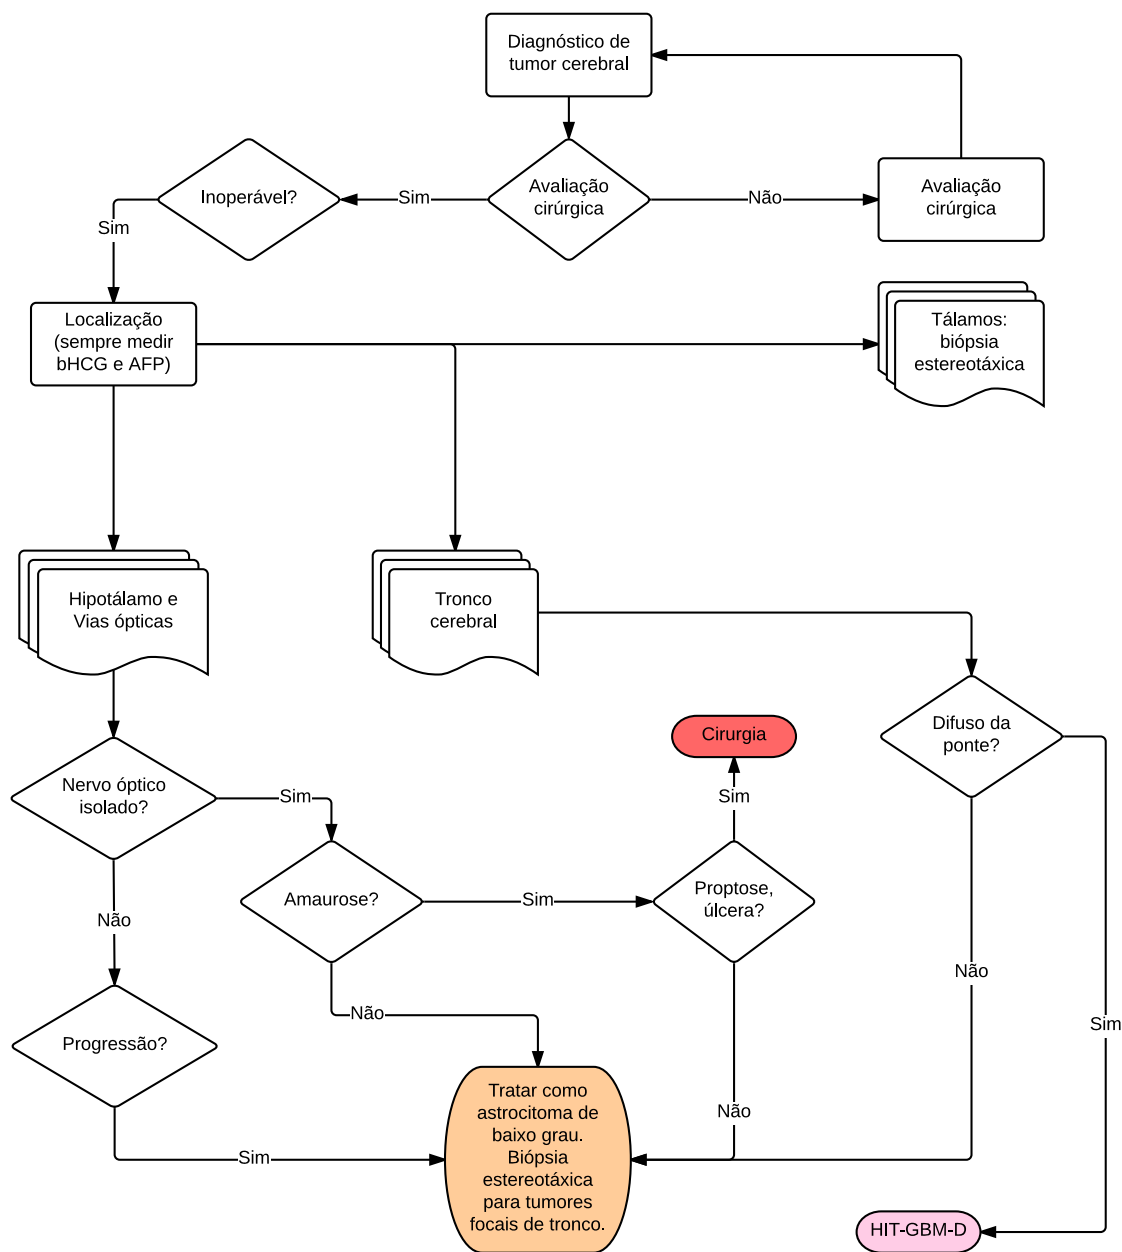 Diagnóstico de
tumor cerebral
Inoperável?
Sim
Avaliação
cirúrgica
Não
Avaliação
cirúrgica
Sim
Localização
(sempre medir
bHCG e AFP)
Tálamos:
biópsia
estereotáxica
Hipotálamo e
Vias ópticas
Tronco
cerebral
Cirurgia
Difuso da
ponte?
Nervo óptico
isolado?
Sim
Sim
Amaurose?
Sim
Proptose,
úlcera?
Não
Não
Não
Sim
Progressão?
Tratar como
astrocitoma de
baixo grau.
Biópsia
estereotáxica
para tumores
focais de tronco.
Não
Sim
HIT-GBM-D